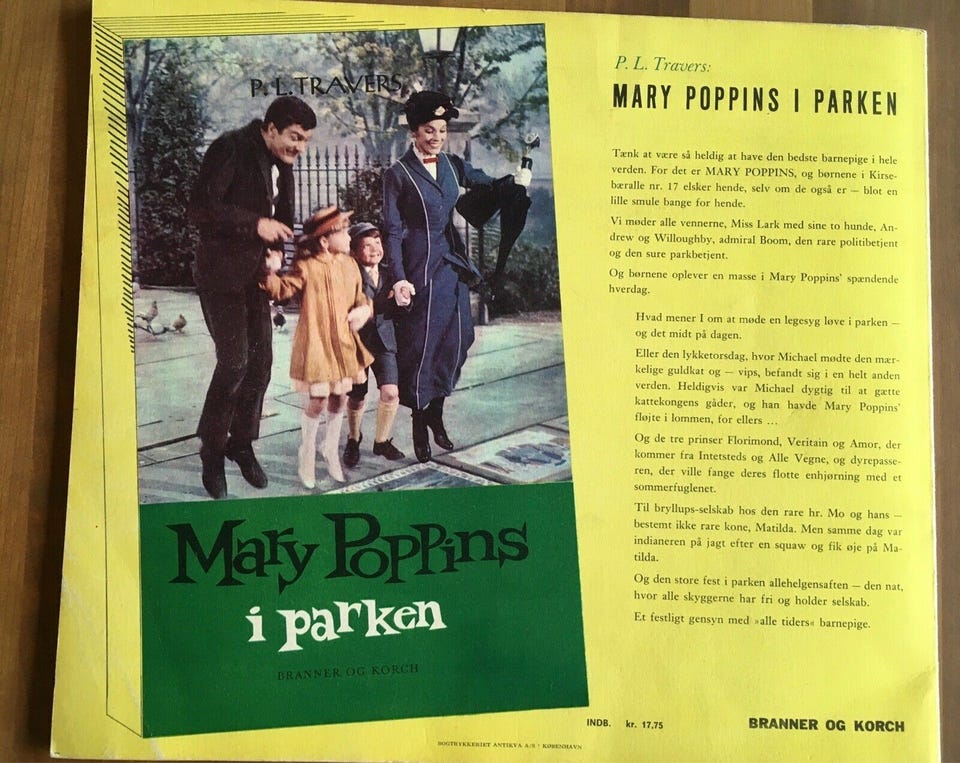 P. L. TRAVERS
Mary Poppins
i parken
BRANNER OG KORCH
P. L. Travers:
MARY POPPINS I PARKEN
Tænk at være så heldig at have den bedste barnepige i hele
verden. For det er MARY POPPINS, og børnene i Kirse-
bæralle nr. 17 elsker hende, selv om de også er — blot en
lille smule bange for hende.
Vi møder alle vennerne, Miss Lark med sine to hunde, An-
drew og Willoughby, admiral Boom, den rare politibetjent
og den sure parkbetjent.
Og børnene oplever en masse i Mary Poppins' spændende
hverdag.
Hvad mener I om at møde en legesyg løve i parken —
og det midt på dagen.
Eller den lykketorsdag, hvor Michael mødte den mær-
kelige guldkat og — vips, befandt sig i en helt anden
verden. Heldigvis var Michael dygtig til at gætte
kattekongens gåder, og han havde Mary Poppins'
fløjte i lommen, for ellers ...
Og de tre prinser Florimond, Veritain og Amor, der
kommer fra Intetsteds og Alle Vegne, og dyrepasse-
ren, der ville fange deres flotte enhjørning med et
sommerfuglenet.
Til bryllups-selskab hos den rare hr. Mo og hans —
bestemt ikke rare kone, Matilda. Men samme dag var
indianeren på jagt efter en squaw og fik øje på Ma-
tilda.
Og den store fest i parken allehelgensaften — den nat,
hvor alle skyggerne har fri og holder selskab.
Et festligt gensyn med »alle tiders« barnepige.
INDB. kr. 17,75
BRANNER OG KORCH
BOGTRYKKERIET ANTIKVA A/S · KØBENHAVN